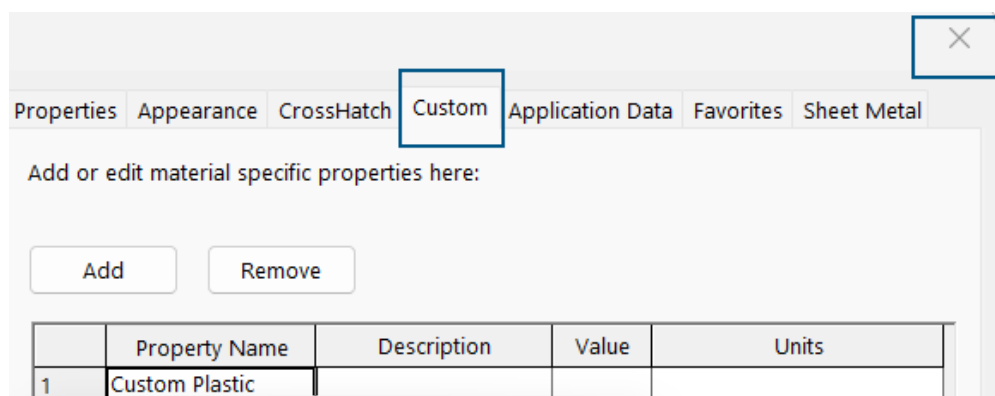 Properties Appearance CrossHatch Custom Application Data Favorites Sheet Metal
Add or edit material specific properties here:
Add Remove
Property Name Description Value Units
1 Custom Plastic